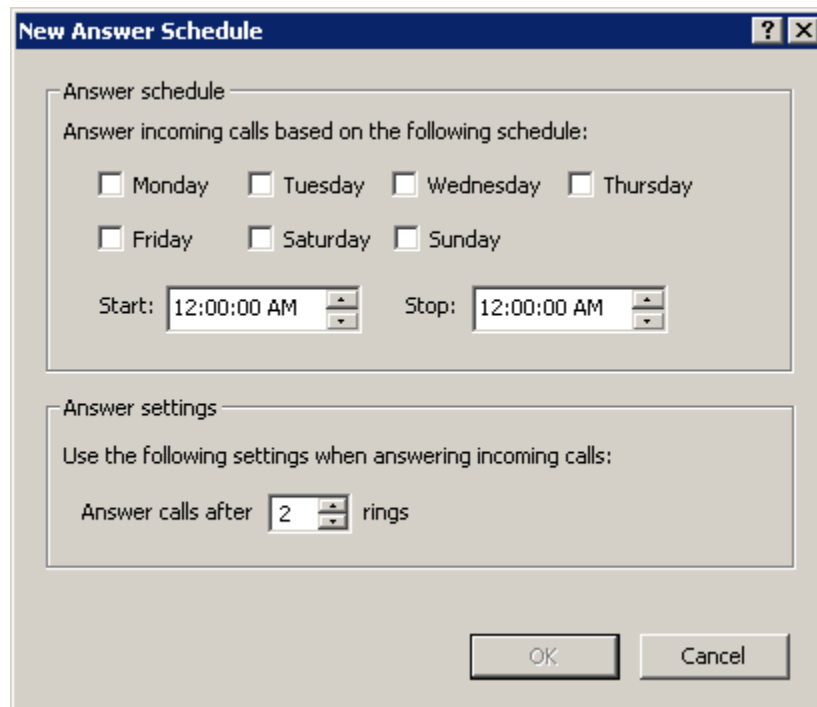 New Answer Schedule
Answer schedule
Answer incoming calls based on the following schedule:
Monday Tuesday Wednesday Thursday
Friday Saturday Sunday
Start: 12:00:00 AM Stop: 12:00:00 AM
Answer settings
Use the following settings when answering incoming calls:
Answer calls after 2 rings
OK Cancel